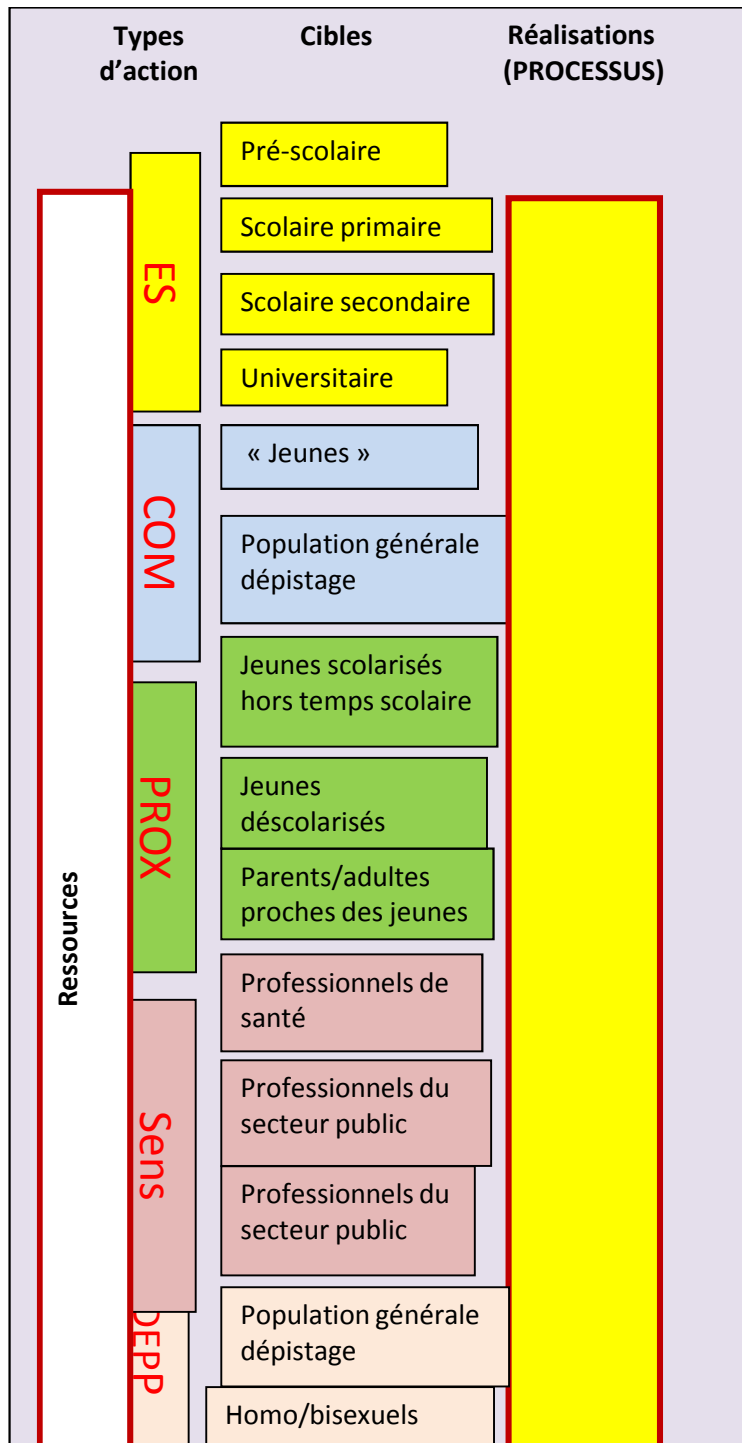 Types
d’action
Cibles
Réalisations
(PROCESSUS)
Ressources
ES
Pré-scolaire
Scolaire primaire
Scolaire secondaire
Universitaire
COM
« Jeunes »
Population générale
dépistage
PROX
Jeunes scolarisés
hors temps scolaire
Jeunes
déscolarisés
Parents/adultes
proches des jeunes
Sens
Professionnels de
santé
Professionnels du
secteur public
Professionnels du
secteur public
DEPP
Population générale
dépistage
Homo/bisexuels